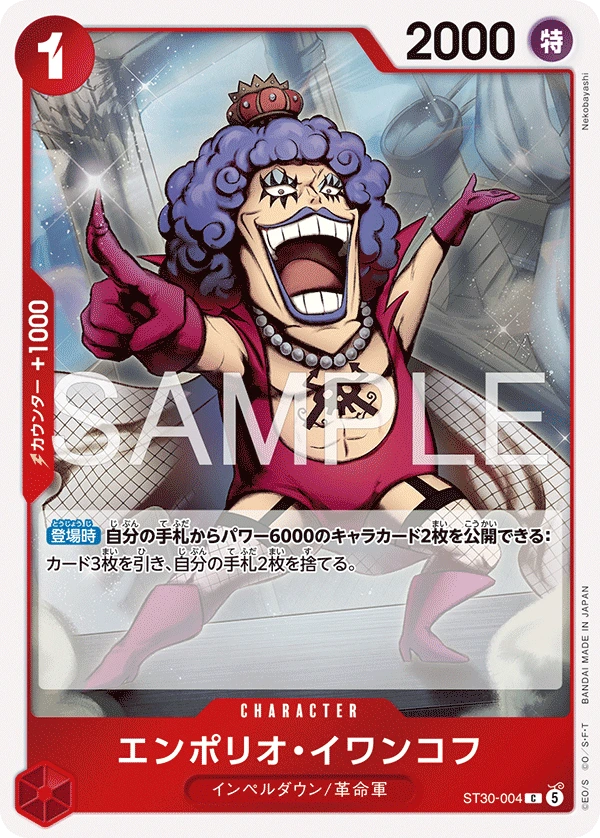 1
2000
特
Nekobayashi
カウンター +1000
SAMPLE
登場時 自分の手札からパワー6000のキャラカード2枚を公開できる:
カード3枚を引き、自分の手札2枚を捨てる。
CHARACTER
エンポリオ・イワンコフ
インペルダウン/革命軍
ST30-004 C 5
©E.O/S ©O/S・F・T BANDAI MADE IN JAPAN